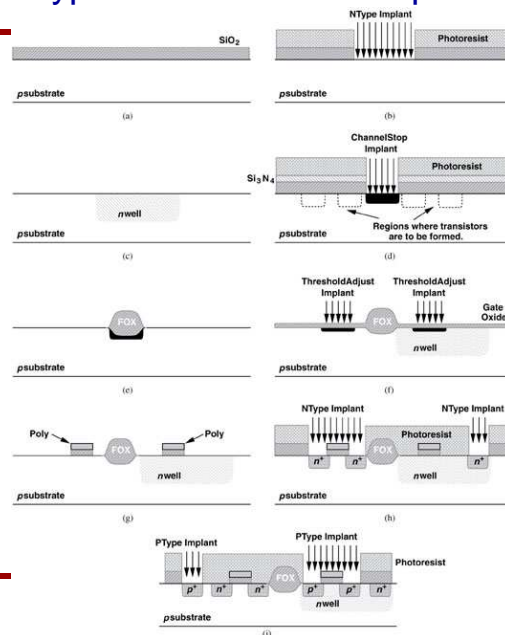 SiO2
psubstrate
(a)
NType Implant
Photoresist
psubstrate
(b)
nwell
psubstrate
(c)
ChannelStop
Implant
Si3N4
Photoresist
Regions where transistors
are to be formed.
psubstrate
(d)
FOX
psubstrate
(e)
ThresholdAdjust
Implant
ThresholdAdjust
Implant
Gate
Oxide
FOX
nwell
psubstrate
(f)
Poly
Poly
FOX
nwell
psubstrate
(g)
NType Implant
NType Implant
Photoresist
FOX
n+ n+ n+
nwell
psubstrate
(h)
PType Implant
PType Implant
Photoresist
FOX
p+ n+ n+ p+ p+ n+
nwell
psubstrate
(i)